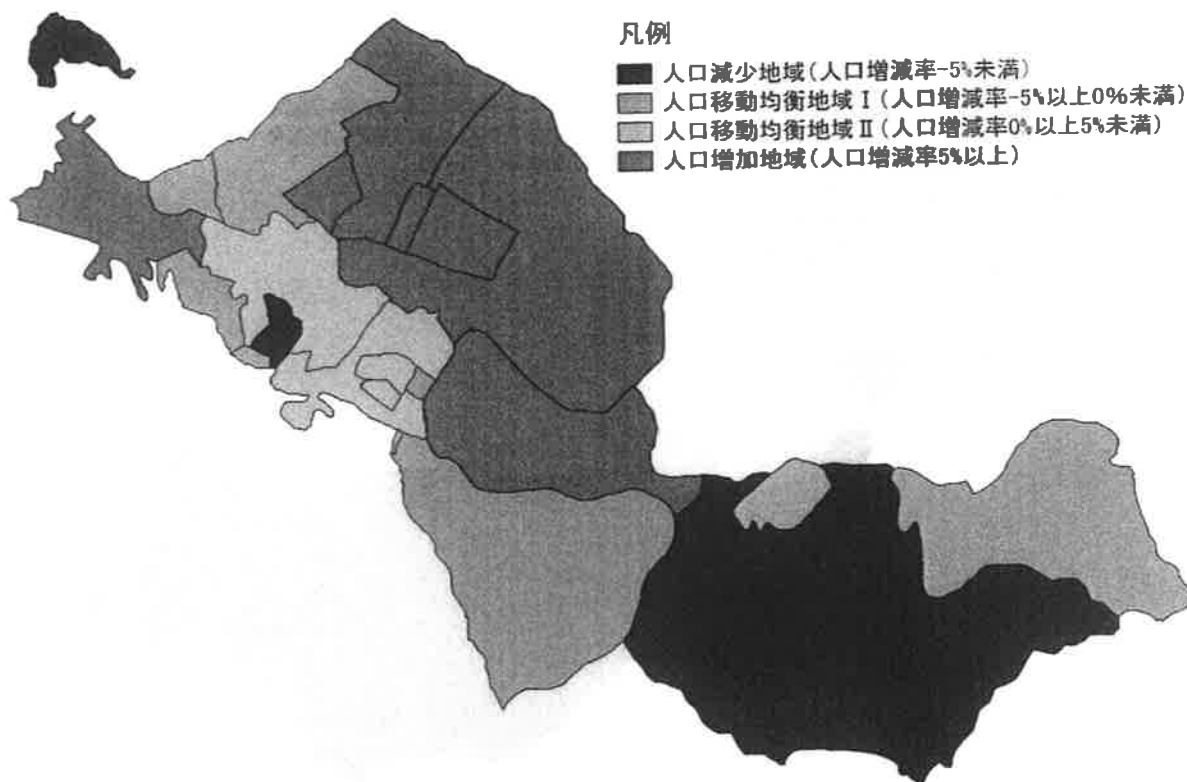 凡例
人口減少地域(人口増減率-5%未満)
人口移動均衡地域Ⅰ(人口増減率-5%以上0%未満)
人口移動均衡地域Ⅱ(人口増減率0%以上5%未満)
人口増加地域(人口増減率5%以上)